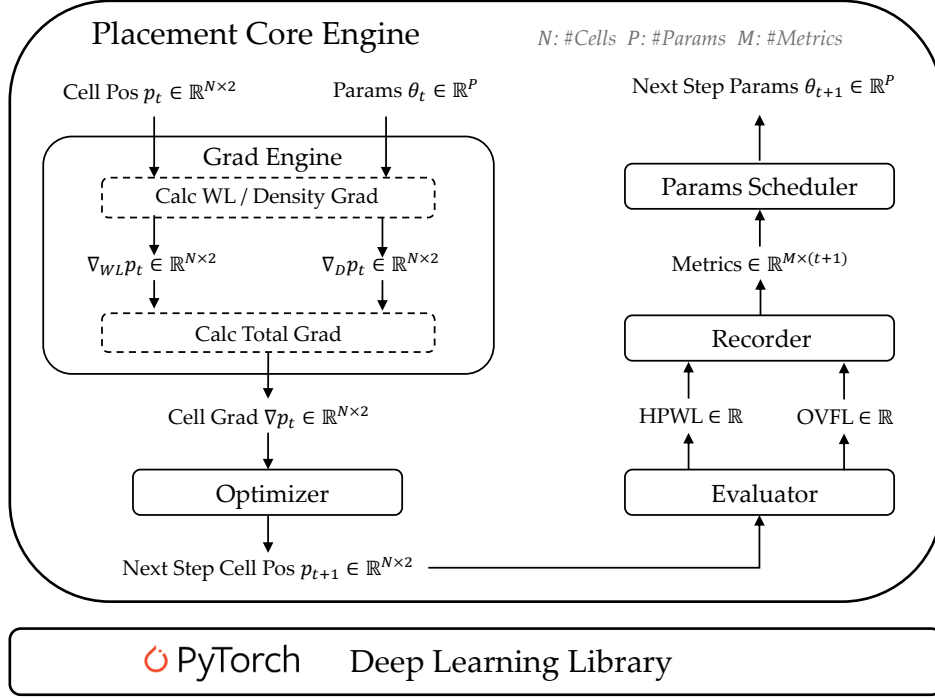 Placement Core Engine
N: #Cells P: #Params M: #Metrics
Cell Pos p_t ∈ ℝ^{N×2}
Params θ_t ∈ ℝ^P
Grad Engine
Calc WL / Density Grad
∇_{WL}p_t ∈ ℝ^{N×2}
∇_D p_t ∈ ℝ^{N×2}
Calc Total Grad
Cell Grad ∇p_t ∈ ℝ^{N×2}
Optimizer
Next Step Cell Pos p_{t+1} ∈ ℝ^{N×2}
Next Step Params θ_{t+1} ∈ ℝ^P
Params Scheduler
Metrics ∈ ℝ^{M×(t+1)}
Recorder
HPWL ∈ ℝ
OVFL ∈ ℝ
Evaluator
PyTorch Deep Learning Library